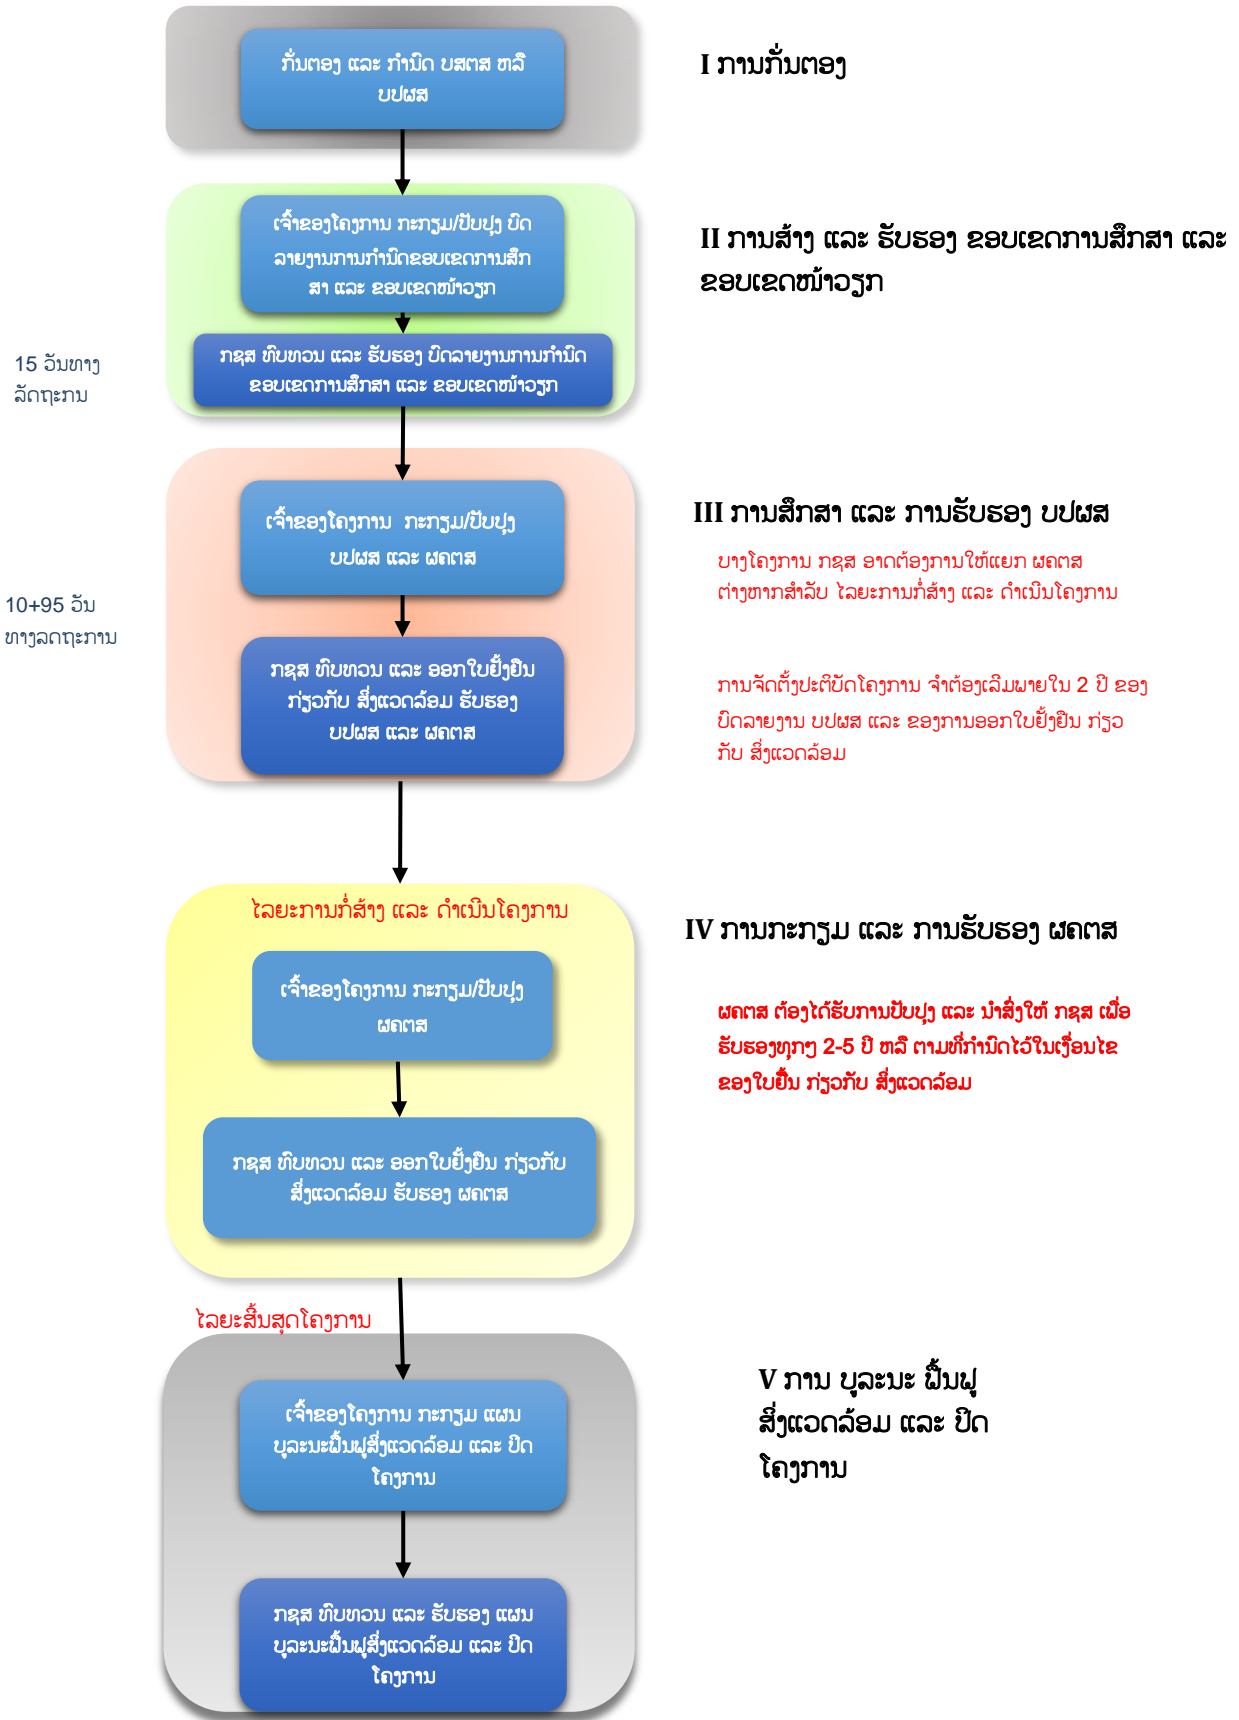 ກັ່ນຕອງ ແລະ ກຳນົດ ບສຕສ ຫລື
ບປຜສ
I ການກັ່ນຕອງ
ເຈົ້າຂອງໂຄງການ ກະກຽມ/ປັບປຸງ ບົດ
ລາຍງານການກຳນົດຂອບເຂດການສຶກ
ສາ ແລະ ຂອບເຂດໜ້າວຽກ
II ການສ້າງ ແລະ ຮັບຮອງ ຂອບເຂດການສຶກສາ ແລະ
ຂອບເຂດໜ້າວຽກ
15 ວັນທາງ
ລັດຖະກນ
ກຊສ ທົບທວນ ແລະ ຮັບຮອງ ບົດລາຍງານການກຳນົດ
ຂອບເຂດການສຶກສາ ແລະ ຂອບເຂດໜ້າວຽກ
III ການສຶກສາ ແລະ ການຮັບຮອງ ບປຜສ
ເຈົ້າຂອງໂຄງການ ກະກຽມ/ປັບປຸງ
ບປຜສ ແລະ ຜຄຕສ
ບາງໂຄງການ ກຊສ ອາດຕ້ອງການໃຫ້ແຍກ ຜຄຕສ
ຕ່າງຫາກສຳລັບ ໄລຍະການກໍ່ສ້າງ ແລະ ດຳເນີນໂຄງການ
10+95 ວັນ
ທາງລດຖະການ
ກຊສ ທົບທວນ ແລະ ອອກໃບຢັ້ງຢືນ
ກ່ຽວກັບ ສິ່ງແວດລ້ອມ ຮັບຮອງ
ບປຜສ ແລະ ຜຄຕສ
ການຈັດຕັ້ງປະຕິບັດໂຄງການ ຈຳຕ້ອງເລີ່ມພາຍໃນ 2 ປີ ຂອງ
ບົດລາຍງານ ບປຜສ ແລະ ຂອງການອອກໃບຢັ້ງຢືນ ກ່ຽວ
ກັບ ສິ່ງແວດລ້ອມ
ໄລຍະການກໍ່ສ້າງ ແລະ ດຳເນີນໂຄງການ
IV ການກະກຽມ ແລະ ການຮັບຮອງ ຜຄຕສ
ເຈົ້າຂອງໂຄງການ ກະກຽມ/ປັບປຸງ
ຜຄຕສ
ຜຄຕສ ຕ້ອງໄດ້ຮັບການປັບປຸງ ແລະ ນຳສົ່ງໃຫ້ ກຊສ ເພື່ອ
ຮັບຮອງທຸກໆ 2-5 ປີ ຫລື ຕາມທີ່ກຳນົດໄວ້ໃນເງື່ອນໄຂ
ຂອງໃບຢື້ນ ກ່ຽວກັບ ສິ່ງແວດລ້ອມ
ກຊສ ທົບທວນ ແລະ ອອກໃບຢັ້ງຢືນ ກ່ຽວກັບ
ສິ່ງແວດລ້ອມ ຮັບຮອງ ຜຄຕສ
ໄລຍະສິ້ນສຸດໂຄງການ
V ການ ບູລະນະ ຟື້ນຟູ
ສິ່ງແວດລ້ອມ ແລະ ປິດ
ໂຄງການ
ເຈົ້າຂອງໂຄງການ ກະກຽມ ແຜນ
ບູລະນະຟື້ນຟູສິ່ງແວດລ້ອມ ແລະ ປິດ
ໂຄງການ
ກຊສ ທົບທວນ ແລະ ຮັບຮອງ ແຜນ
ບູລະນະຟື້ນຟູສິ່ງແວດລ້ອມ ແລະ ປິດ
ໂຄງການ